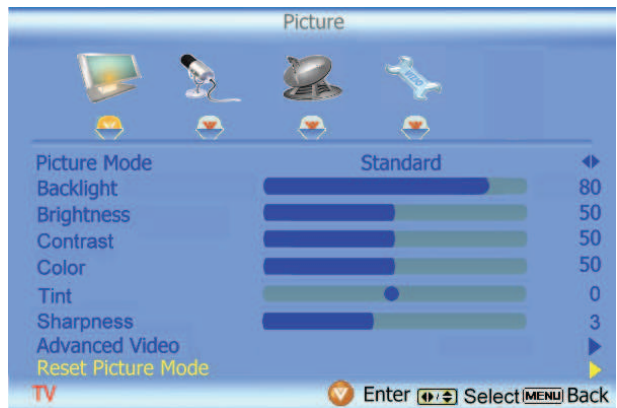 Picture
VIZIO
Picture Mode Standard
Backlight 80
Brightness 50
Contrast 50
Color 50
Tint 0
Sharpness 3
Advanced Video
Reset Picture Mode
TV Enter Select MENU Back